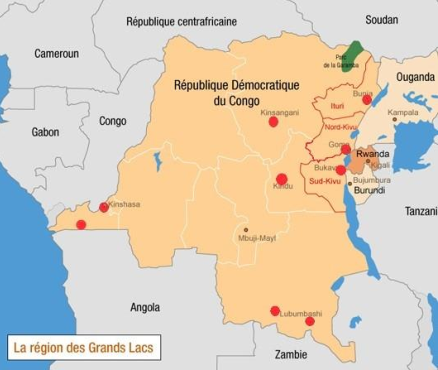 République centrafricaine
Soudan
Cameroun
Parc
de la Garamba
République Démocratique
du Congo
Ouganda
Bunia
Ituri
Kampala
Congo
Kinsangani
Gabon
Nord-Kivu
Goma
Rwanda
Kigali
Bukavu
Kindu
Sud-Kivu
Bujumbura
Burundi
Kinshasa
Tanzani
Mbuji-Mayi
Angola
Lubumbashi
La région des Grands Lacs
Zambie